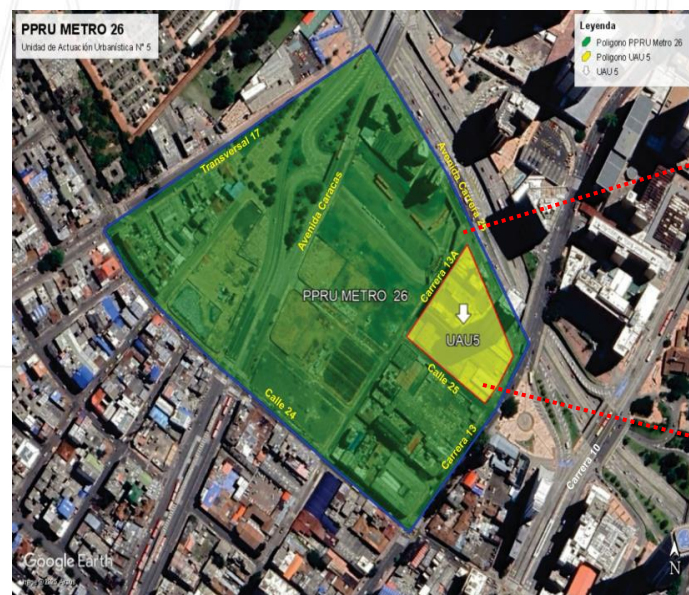 PPRU METRO 26
Unidad de Actuación Urbanística N° 5
Leyenda
Polígono PPRU Metro 26
Polígono UAU 5
UAU 5
Transversal 17
Avenida Caracas
Avenida Carrera
Carrera 13A
PPRU METRO 26
UAU5
Calle 25
Calle 24
Carrera 13
Carrera 10
Google Earth
N